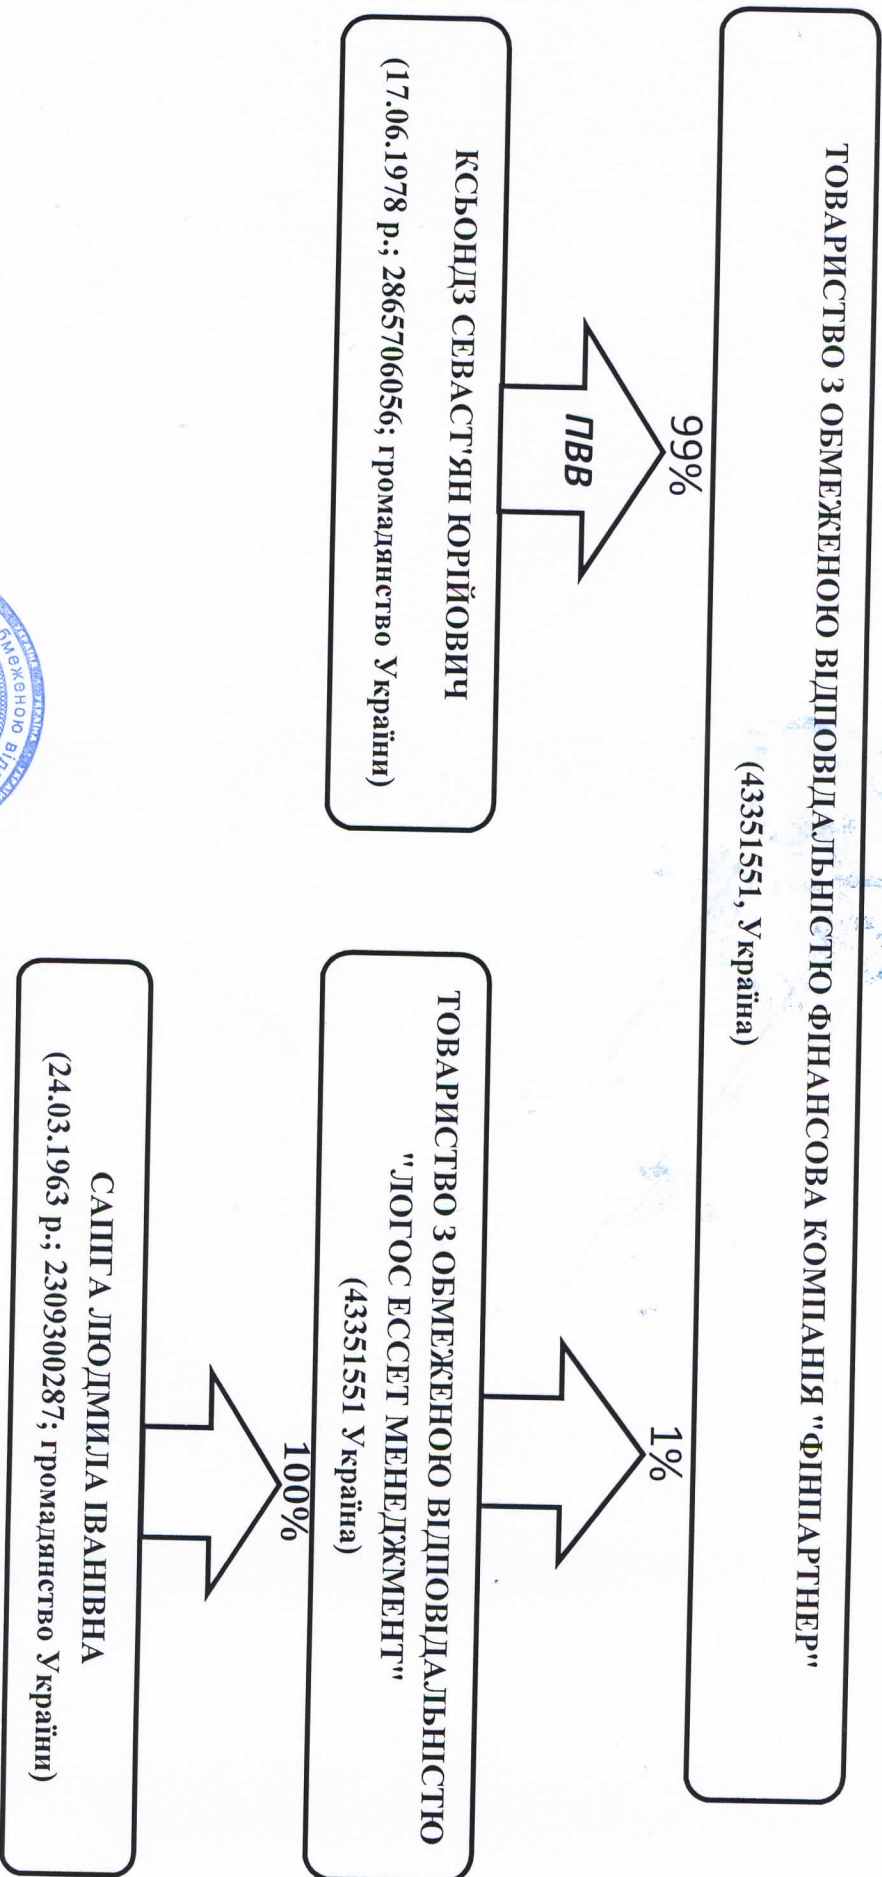 ТОВАРИСТВО З ОБМЕЖЕНОЮ ВІДПОВІДАЛЬНІСТЮ ФІНАНСОВА КОМПАНІЯ "ФІНПАРТНЕР"
(43351551, Україна)
99%
1%
ПВВ
КСЬОНДЗ СЕВАСТ'ЯН ЮРІЙОВИЧ
(17.06.1978 р.; 2865706056; громадянство України)
ТОВАРИСТВО З ОБМЕЖЕНОЮ ВІДПОВІДАЛЬНІСТЮ
"ЛОГОС ЕССЕТ МЕНЕДЖМЕНТ"
(43351551 Україна)
100%
САПІГА ЛЮДМИЛА ІВАНІВНА
(24.03.1963 р.; 2309300287; громадянство України)
УКРАЇНА УКРАЇНА